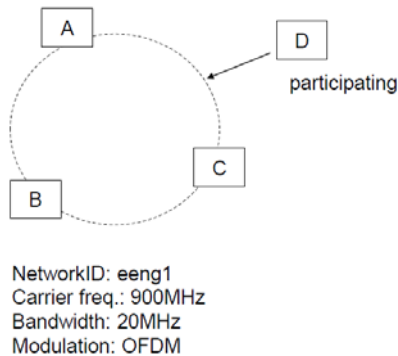 A
D
participating
C
B
NetworkID: eeng1
Carrier freq.: 900MHz
Bandwidth: 20MHz
Modulation: OFDM